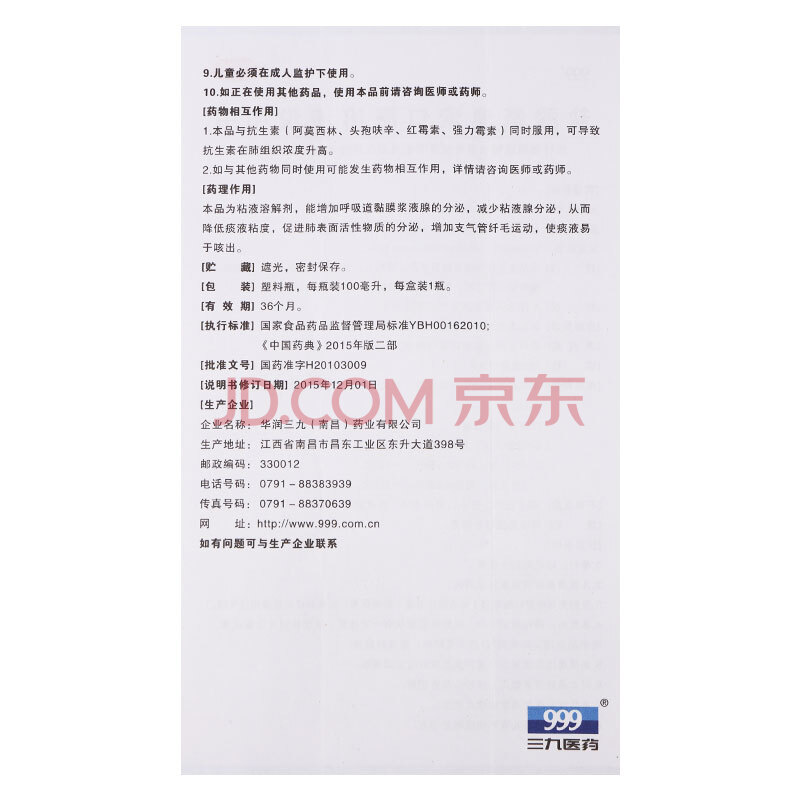 9.儿童必须在成人监护下使用。
10.如正在使用其他药品，使用本品前请咨询医师或药师。
[药物相互作用]
1.本品与抗生素（阿莫西林、头孢呋辛、红霉素、强力霉素）同时服用，可导致
抗生素在肺组织浓度升高。
2.如与其他药物同时使用可能发生药物相互作用，详情请咨询医师或药师。
[药理作用]
本品为粘液溶解剂，能增加呼吸道黏膜浆液腺的分泌，减少粘液腺分泌，从而
降低痰液粘度，促进肺表面活性物质的分泌，增加支气管纤毛运动，使痰液易
于咳出。
[贮 藏] 遮光，密封保存。
[包 装] 塑料瓶，每瓶装100毫升，每盒装1瓶。
[有 效 期] 36个月。
[执行标准] 国家食品药品监督管理局标准YBH00162010;
《中国药典》2015年版二部
[批准文号] 国药准字H20103009
[说明书修订日期] 2015年12月01日
JD.COM 京东
[生产企业]
企业名称：华润三九（南昌）药业有限公司
生产地址：江西省南昌市昌东工业区东升大道398号
邮政编码：330012
电话号码：0791－88383939
传真号码：0791－88370639
网 址：http://www.999.com.cn
如有问题可与生产企业联系
999®
三九医药